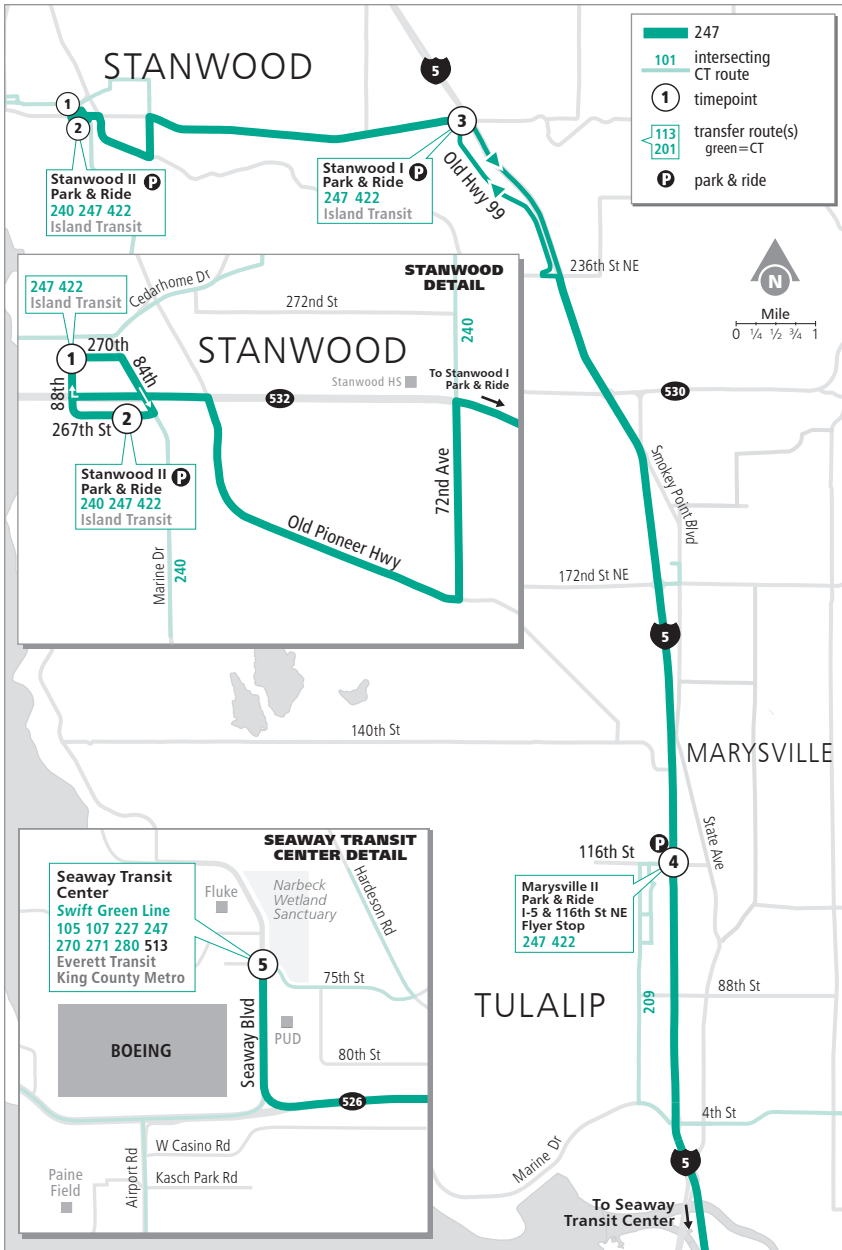 STANWOOD
5
247
101
intersecting
CT route
1
timepoint
113
201
transfer route(s)
green=CT
P
park & ride
1
2
3
Stanwood II
Park & Ride
P
240 247 422
Island Transit
Stanwood I
Park & Ride
P
247 422
Island Transit
Old Hwy 99
236th St NE
N
Mile
0 ¼ ½ ¾ 1
STANWOOD
DETAIL
247 422
Island Transit
Cedarhome Dr
272nd St
240
STANWOOD
1
270th
84th
88th
267th St
2
Stanwood HS
To Stanwood I
Park & Ride
532
Stanwood II
Park & Ride
P
240 247 422
Island Transit
72nd Ave
Old Pioneer Hwy
Marine Dr
240
530
Smokey Point Blvd
172nd St NE
5
140th St
MARYSVILLE
State Ave
P
116th St
4
Marysville II
Park & Ride
I-5 & 116th St NE
Flyer Stop
247 422
TULALIP
209
88th St
4th St
Marine Dr
5
To Seaway
Transit Center
SEAWAY TRANSIT
CENTER DETAIL
Seaway Transit
Center
Swift Green Line
105 107 227 247
270 271 280 513
Everett Transit
King County Metro
Fluke
Narbeck
Wetland
Sanctuary
Hardeson Rd
5
75th St
Seaway Blvd
PUD
80th St
BOEING
526
W Casino Rd
Kasch Park Rd
Airport Rd
Paine
Field